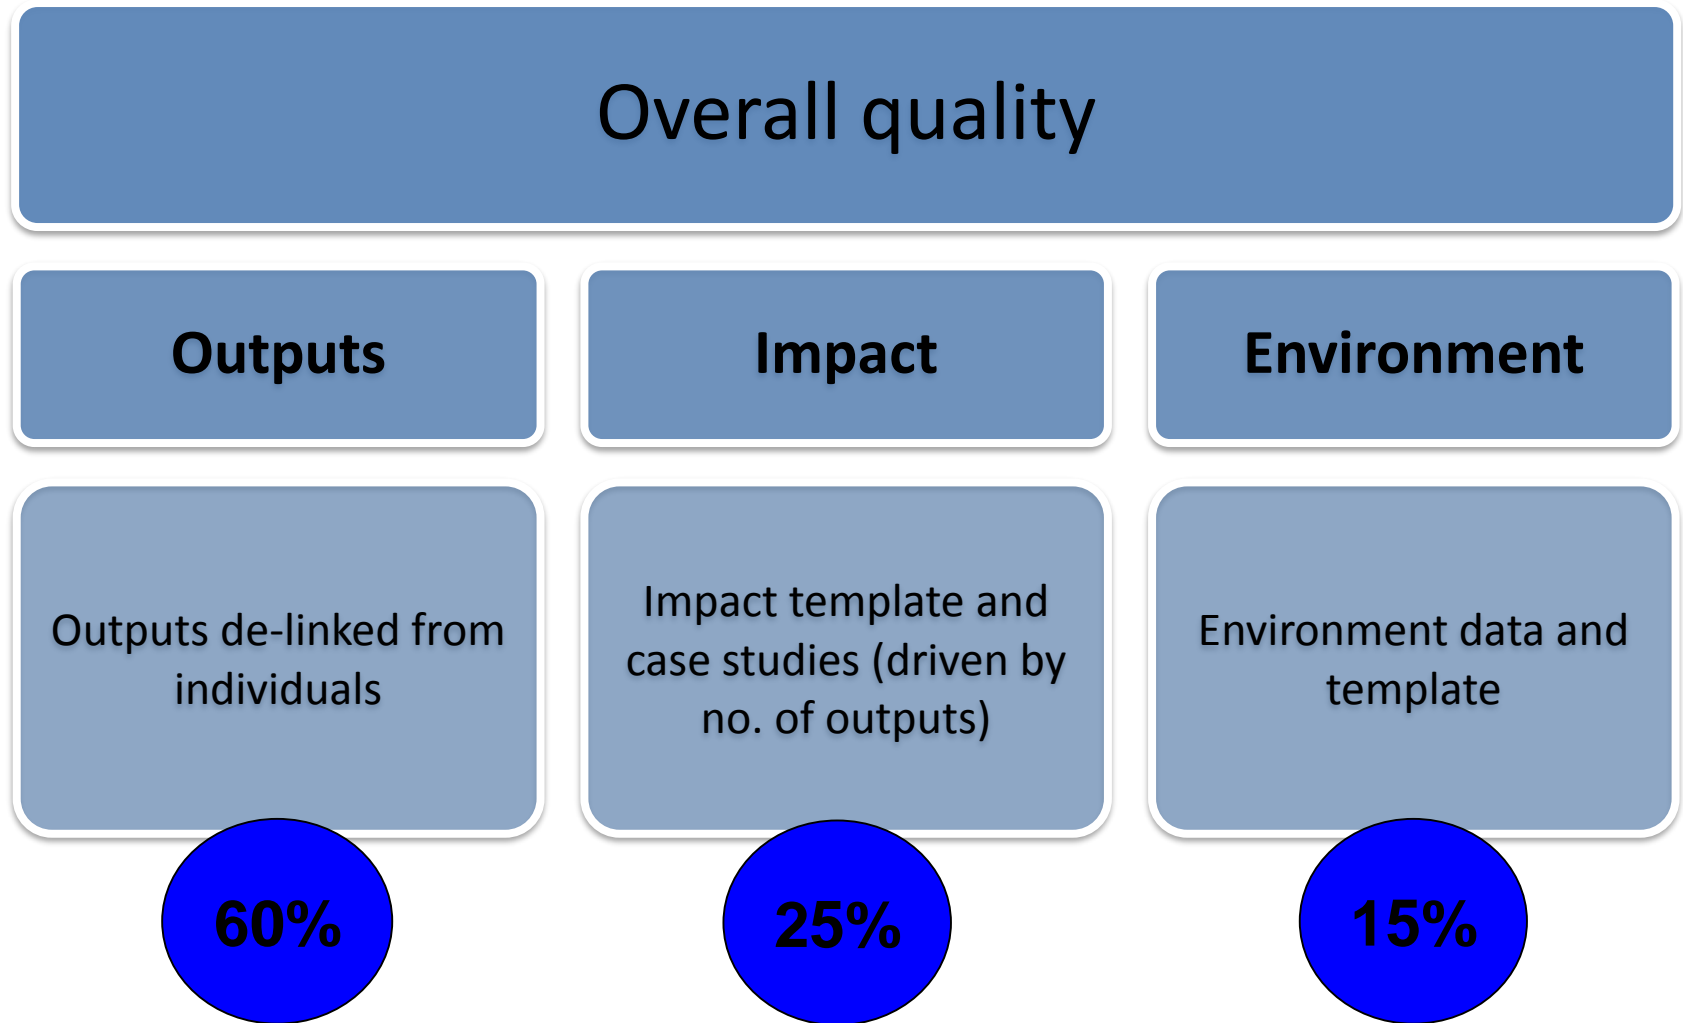 Overall quality
Outputs
Impact
Environment
Outputs de-linked from
individuals
Impact template and
case studies (driven by
no. of outputs)
Environment data and
template
60%
25%
15%